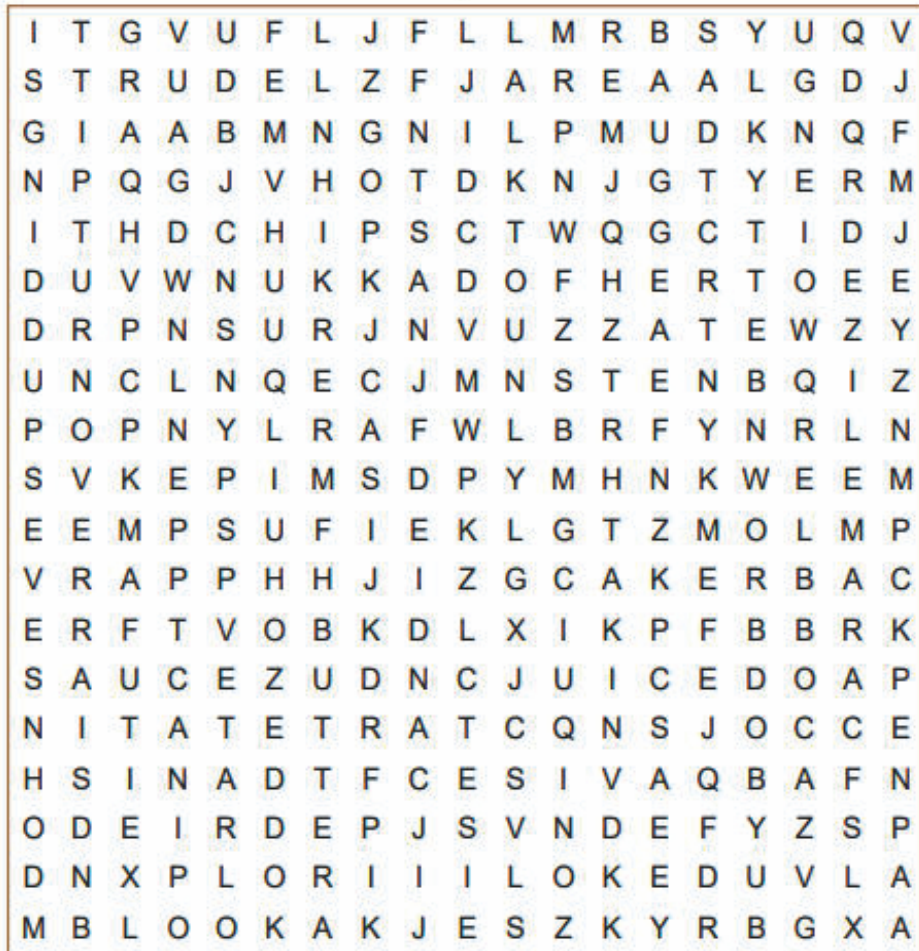 I T G V U F L J F L L M R B S Y U Q V
S T R U D E L Z F J A R E A A L G D J
G I A A B M N G N I L P M U D K N Q F
N P Q G J V H O T D K N J G T Y E R M
I T H D C H I P S C T W Q G C T I D J
D U V W N U K K A D O F H E R T O E E
D R P N S U R J N V U Z Z A T E W Z Y
U N C L N Q E C J M N S T E N B Q I Z
P O P N Y L R A F W L B R F Y N R L N
S V K E P I M S D P Y M H N K W E E M
E E M P S U F I E K L G T Z M O L M P
V R A P P H H J I Z G C A K E R B A C
E R F T V O B K D L X I K P F B B R K
S A U C E Z U D N C J U I C E D O A P
N I T A T E T R A T C Q N S J O C C E
H S I N A D T F C E S I V A Q B A F N
O D E I R D E P J S V N D E F Y Z S P
D N X P L O R I I I L O K E D U V L A
M B L O O K A K J E S Z K Y R B G X A